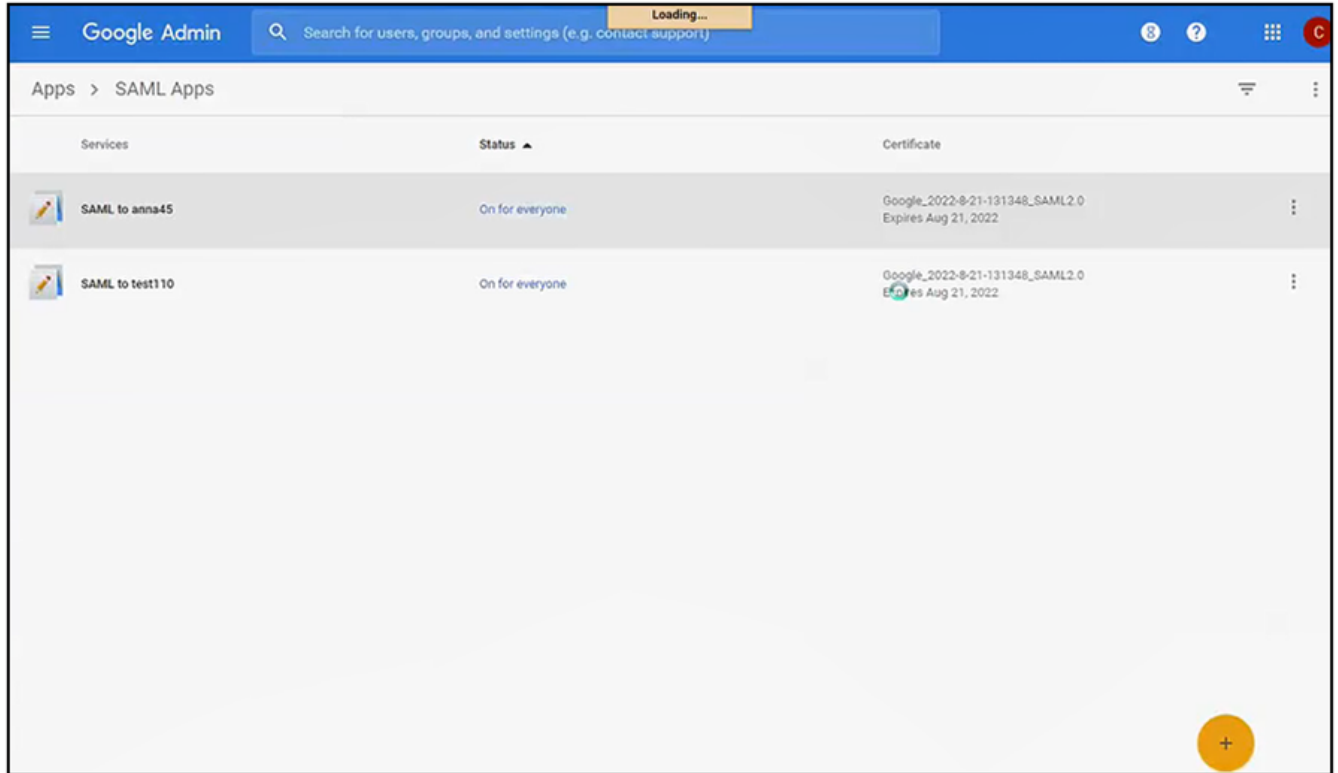 Loading...
Google Admin
Search for users, groups, and settings (e.g. contact support)
8
?
C
Apps > SAML Apps
Services
Status
Certificate
SAML to anna45
On for everyone
Google_2022-8-21-131348_SAML2.0
Expires Aug 21, 2022
SAML to test110
On for everyone
Google_2022-8-21-131348_SAML2.0
Expires Aug 21, 2022
+